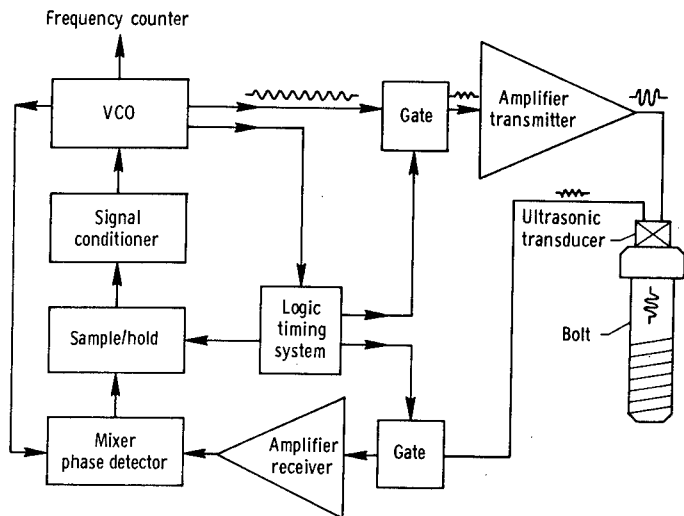 Frequency counter
VCO
Gate
Amplifier
transmitter
Signal
conditioner
Ultrasonic
transducer
Logic
timing
system
Sample/hold
Bolt
Mixer
phase detector
Amplifier
receiver
Gate